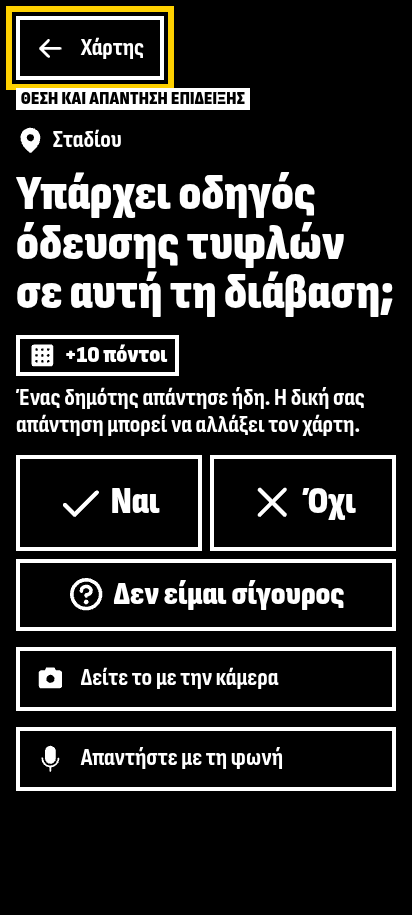 Χάρτης
ΘΕΣΗ ΚΑΙ ΑΠΑΝΤΗΣΗ ΕΠΙΔΕΙΞΗΣ
Σταδίου
Υπάρχει οδηγός
όδευσης τυφλών
σε αυτή τη διάβαση;
+10 πόντοι
Ένας δημότης απάντησε ήδη. Η δική σας
απάντηση μπορεί να αλλάξει τον χάρτη.
Ναι
Όχι
Δεν είμαι σίγουρος
Δείτε το με την κάμερα
Απαντήστε με τη φωνή